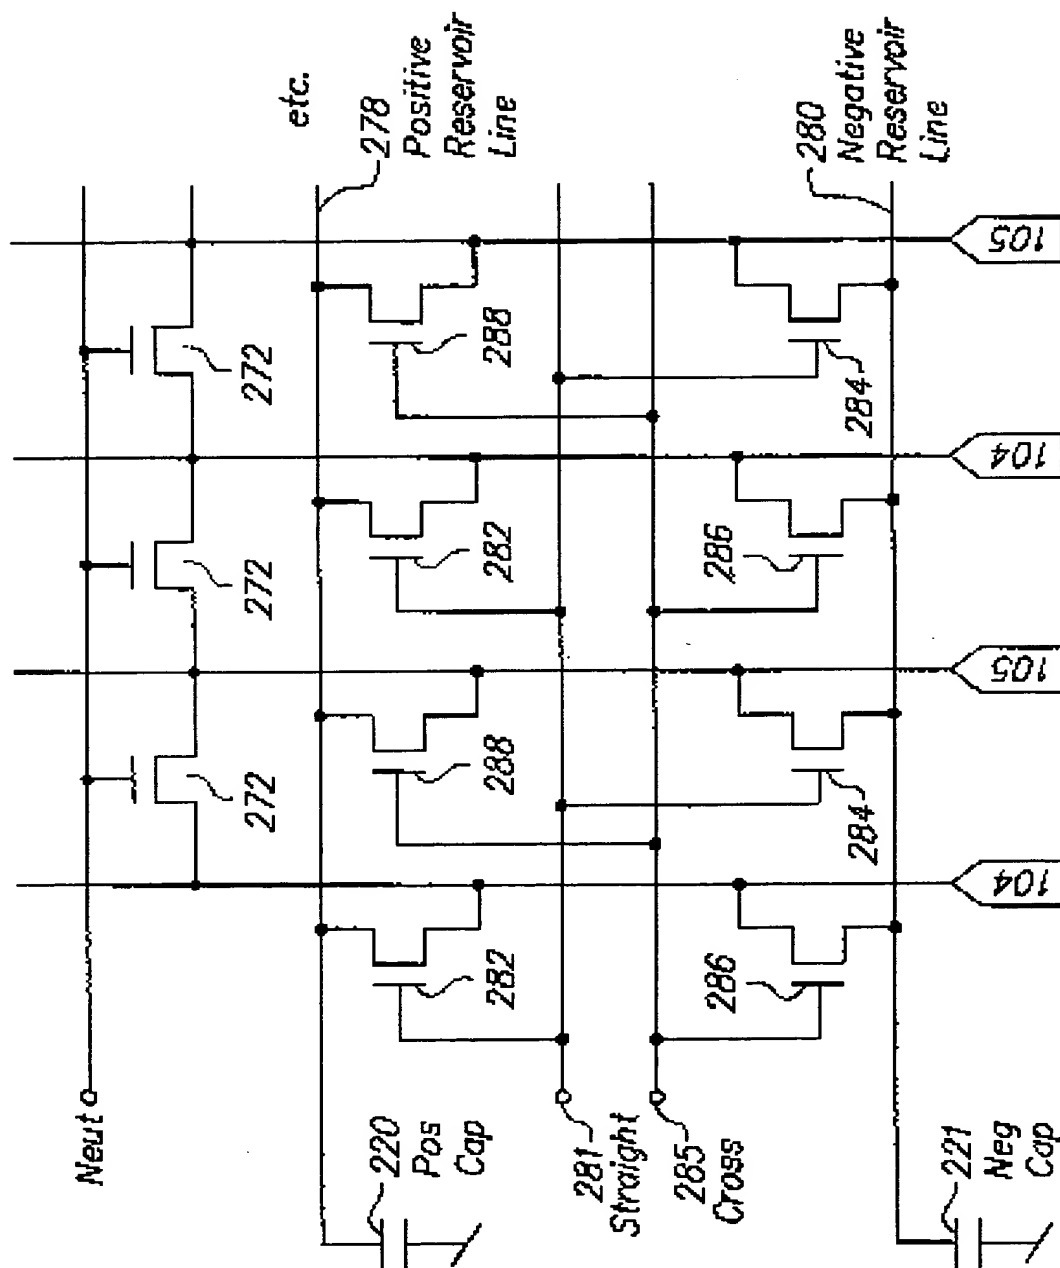 Neut
272
272
272
etc.
220
Pos
Cap
278
Positive
Reservoir
Line
282
288
282
288
281
Straight
285
Cross
286
284
286
284
280
Negative
Reservoir
Line
221
Neg
Cap
104
105
104
105